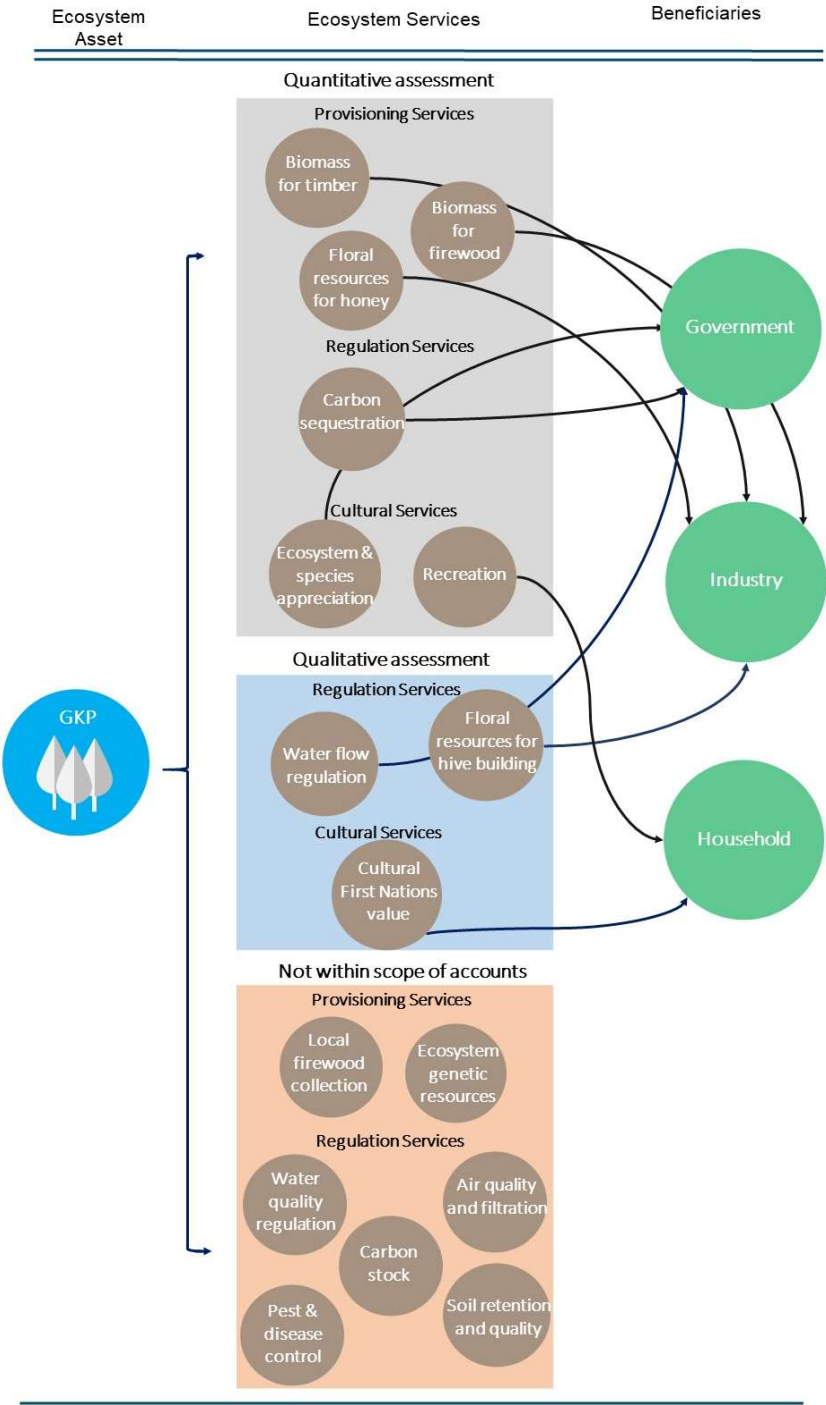 Ecosystem
Asset
Ecosystem Services
Beneficiaries
Quantitative assessment
Provisioning Services
Biomass
for timber
Biomass
for
firewood
Floral
resources
for honey
Regulation Services
Carbon
sequestration
Cultural Services
Ecosystem &
species
appreciation
Recreation
Government
Industry
Household
GKP
Qualitative assessment
Regulation Services
Water flow
regulation
Floral
resources for
hive building
Cultural Services
Cultural
First Nations
value
Not within scope of accounts
Provisioning Services
Local
firewood
collection
Ecosystem
genetic
resources
Regulation Services
Water
quality
regulation
Air quality
and filtration
Carbon
stock
Pest &
disease
control
Soil retention
and quality